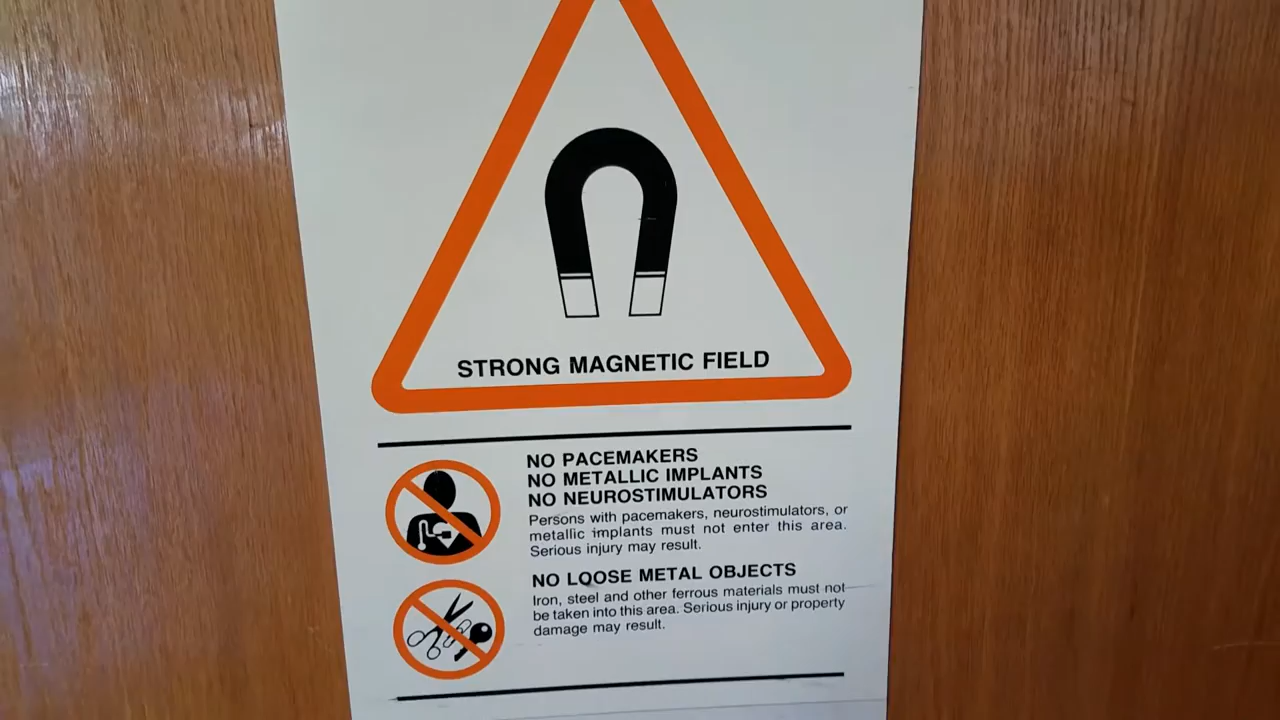 STRONG MAGNETIC FIELD
NO PACEMAKERS
NO METALLIC IMPLANTS
NO NEUROSTIMULATORS
Persons with pacemakers, neurostimulators, or
metallic implants must not enter this area.
Serious injury may result.
NO LOOSE METAL OBJECTS
Iron, steel and other ferrous materials must not
be taken into this area. Serious injury or property
damage may result.